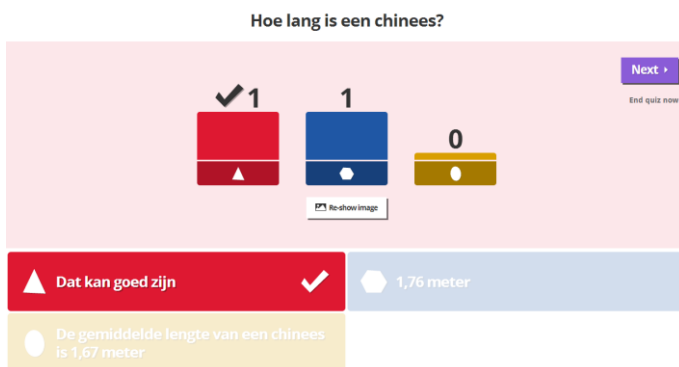 Hoe lang is een chinees?
Next
End quiz now
1
1
0
Re-show image
Dat kan goed zijn
1,76 meter
De gemiddelde lengte van een chinees
is 1,67 meter